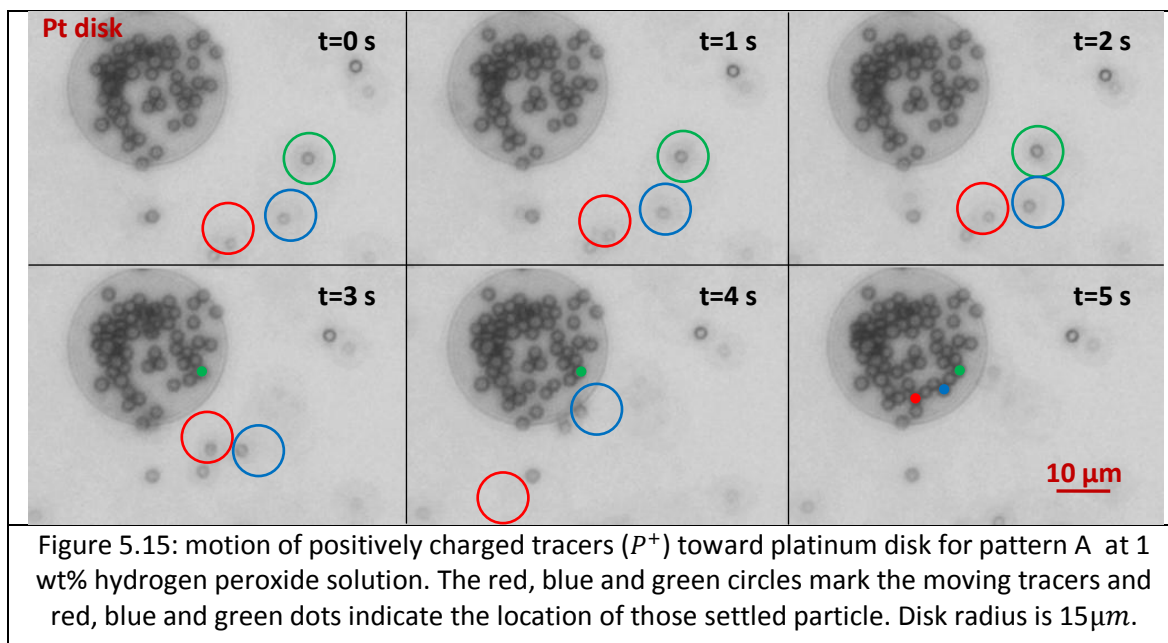 Pt disk
t=0 s
t=1 s
t=2 s
t=3 s
t=4 s
t=5 s
10 µm
Figure 5.15: motion of positively charged tracers (P⁺) toward platinum disk for pattern A at 1
wt% hydrogen peroxide solution. The red, blue and green circles mark the moving tracers and
red, blue and green dots indicate the location of those settled particle. Disk radius is 15μm.